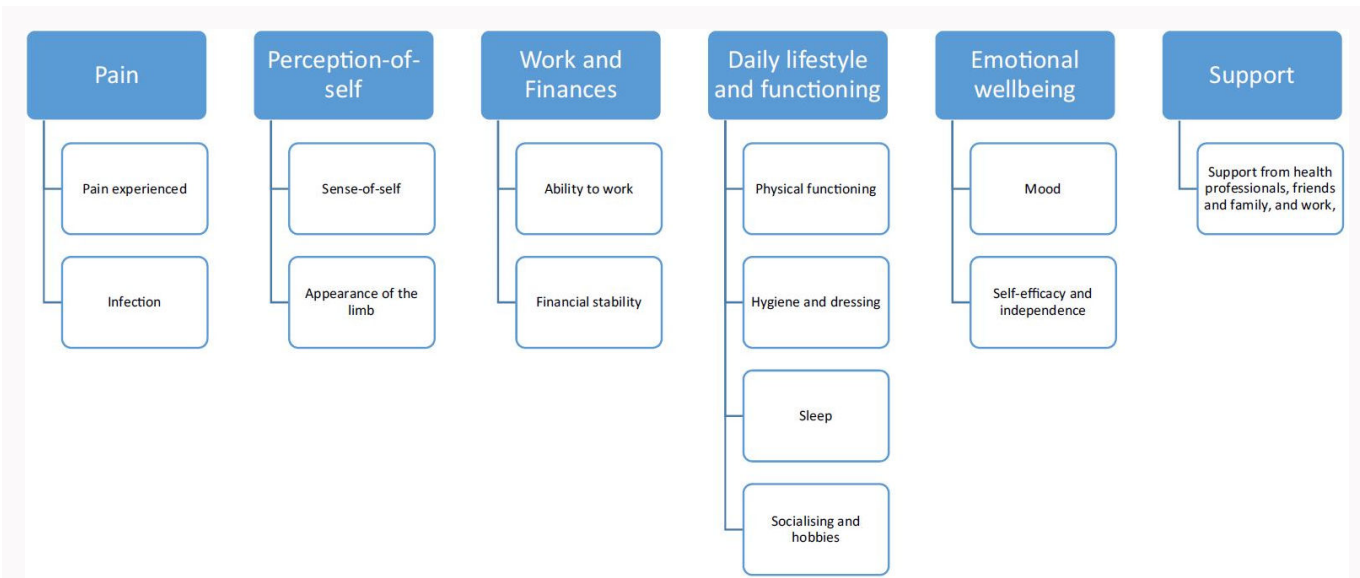 Pain
Perception-of-
self
Work and
Finances
Daily lifestyle
and functioning
Emotional
wellbeing
Support
Pain experienced
Infection
Sense-of-self
Appearance of the
limb
Ability to work
Financial stability
Physical functioning
Hygiene and dressing
Sleep
Socialising and
hobbies
Mood
Self-efficacy and
independence
Support from health
professionals, friends
and family, and work,